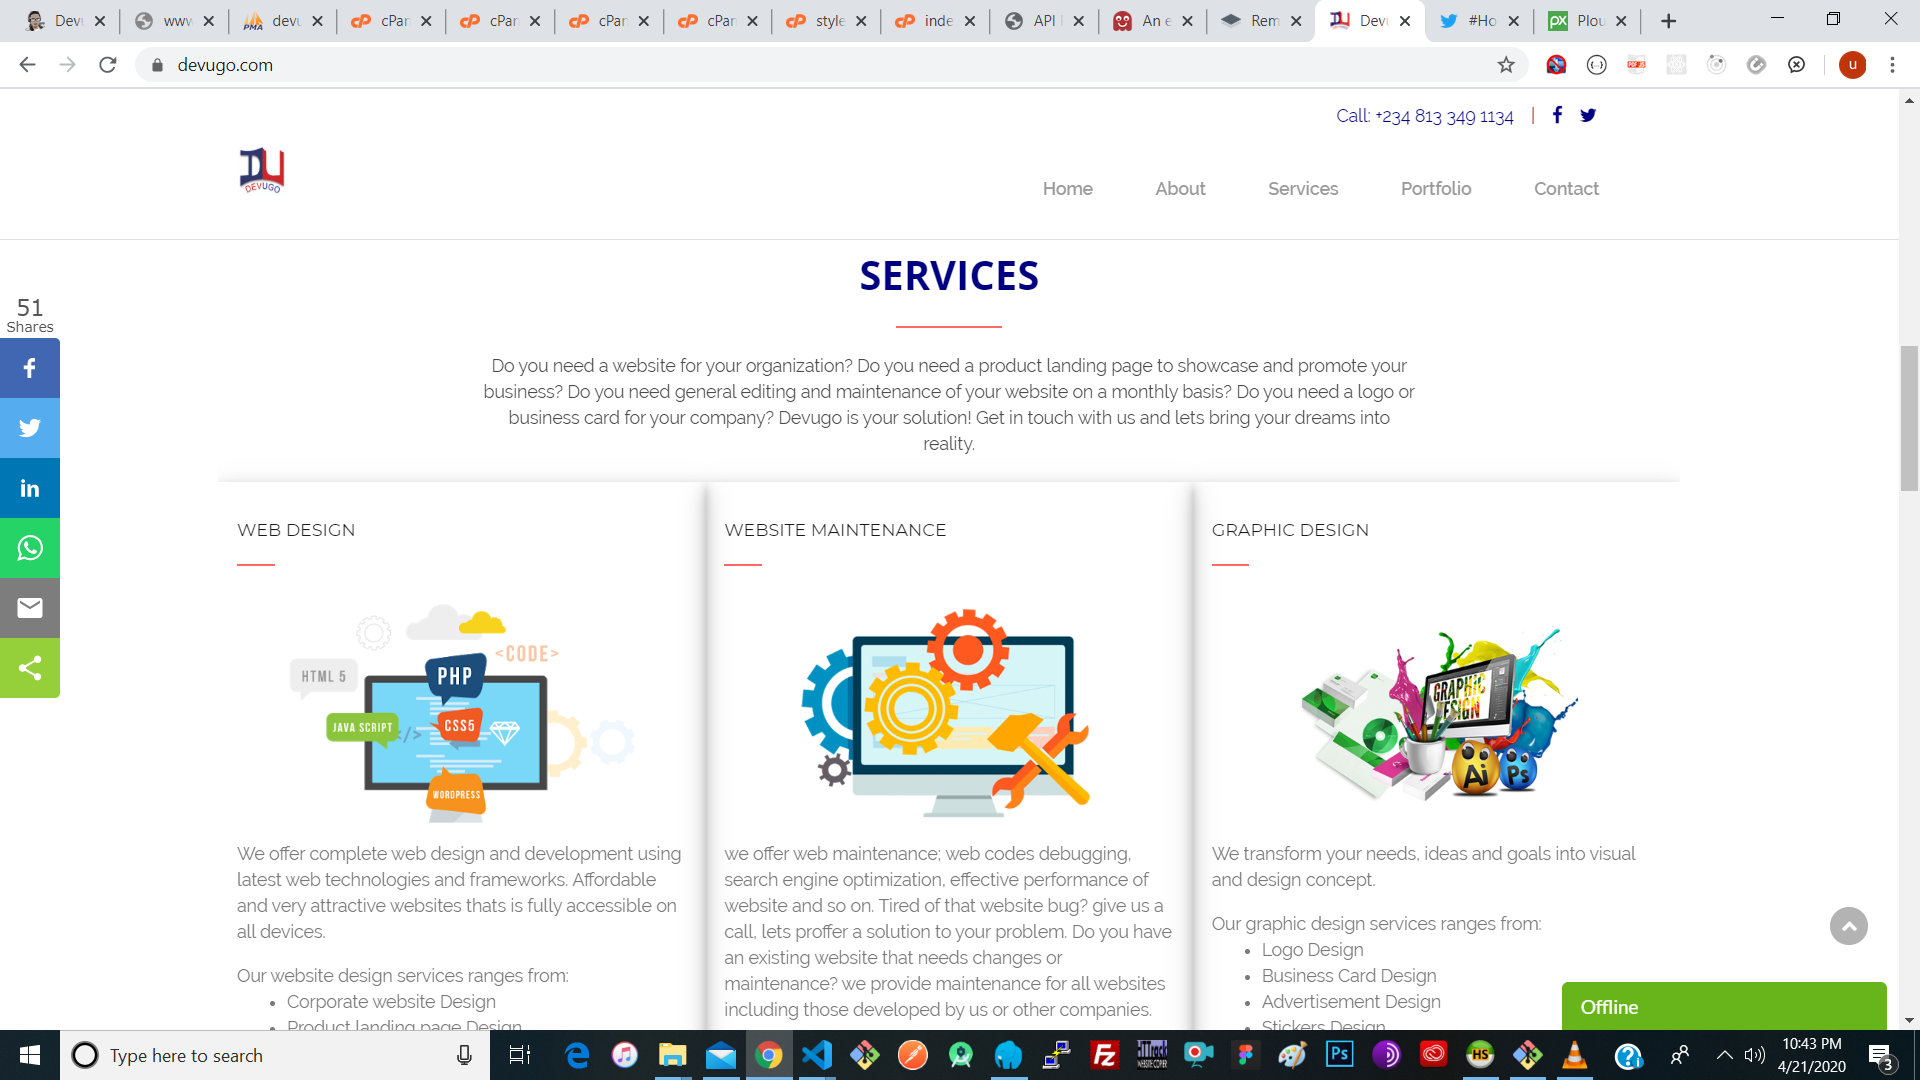 Devu
www
devu
cPan
cPan
cPan
cPan
style
inde
API
An e
Rem
Devu
#Ho
Plou
devugo.com
u
Call: +234 813 349 1134 |
DU
DEVUGO
Home About Services Portfolio Contact
SERVICES
51
Shares
Do you need a website for your organization? Do you need a product landing page to showcase and promote your
business? Do you need general editing and maintenance of your website on a monthly basis? Do you need a logo or
business card for your company? Devugo is your solution! Get in touch with us and lets bring your dreams into
reality.
WEB DESIGN
<CODE>
HTML 5
PHP
JAVA SCRIPT
</>
CSS5
WORDPRESS
We offer complete web design and development using
latest web technologies and frameworks. Affordable
and very attractive websites thats is fully accessible on
all devices.
Our website design services ranges from:
• Corporate website Design
• Product landing page Design
WEBSITE MAINTENANCE
we offer web maintenance; web codes debugging,
search engine optimization, effective performance of
website and so on. Tired of that website bug? give us a
call, lets proffer a solution to your problem. Do you have
an existing website that needs changes or
maintenance? we provide maintenance for all websites
including those developed by us or other companies.
GRAPHIC DESIGN
GRAPHIC
DESIGN
Ai
Ps
We transform your needs, ideas and goals into visual
and design concept.
Our graphic design services ranges from:
• Logo Design
• Business Card Design
• Advertisement Design
• Stickers Design
Offline
Type here to search
10:43 PM
4/21/2020
3